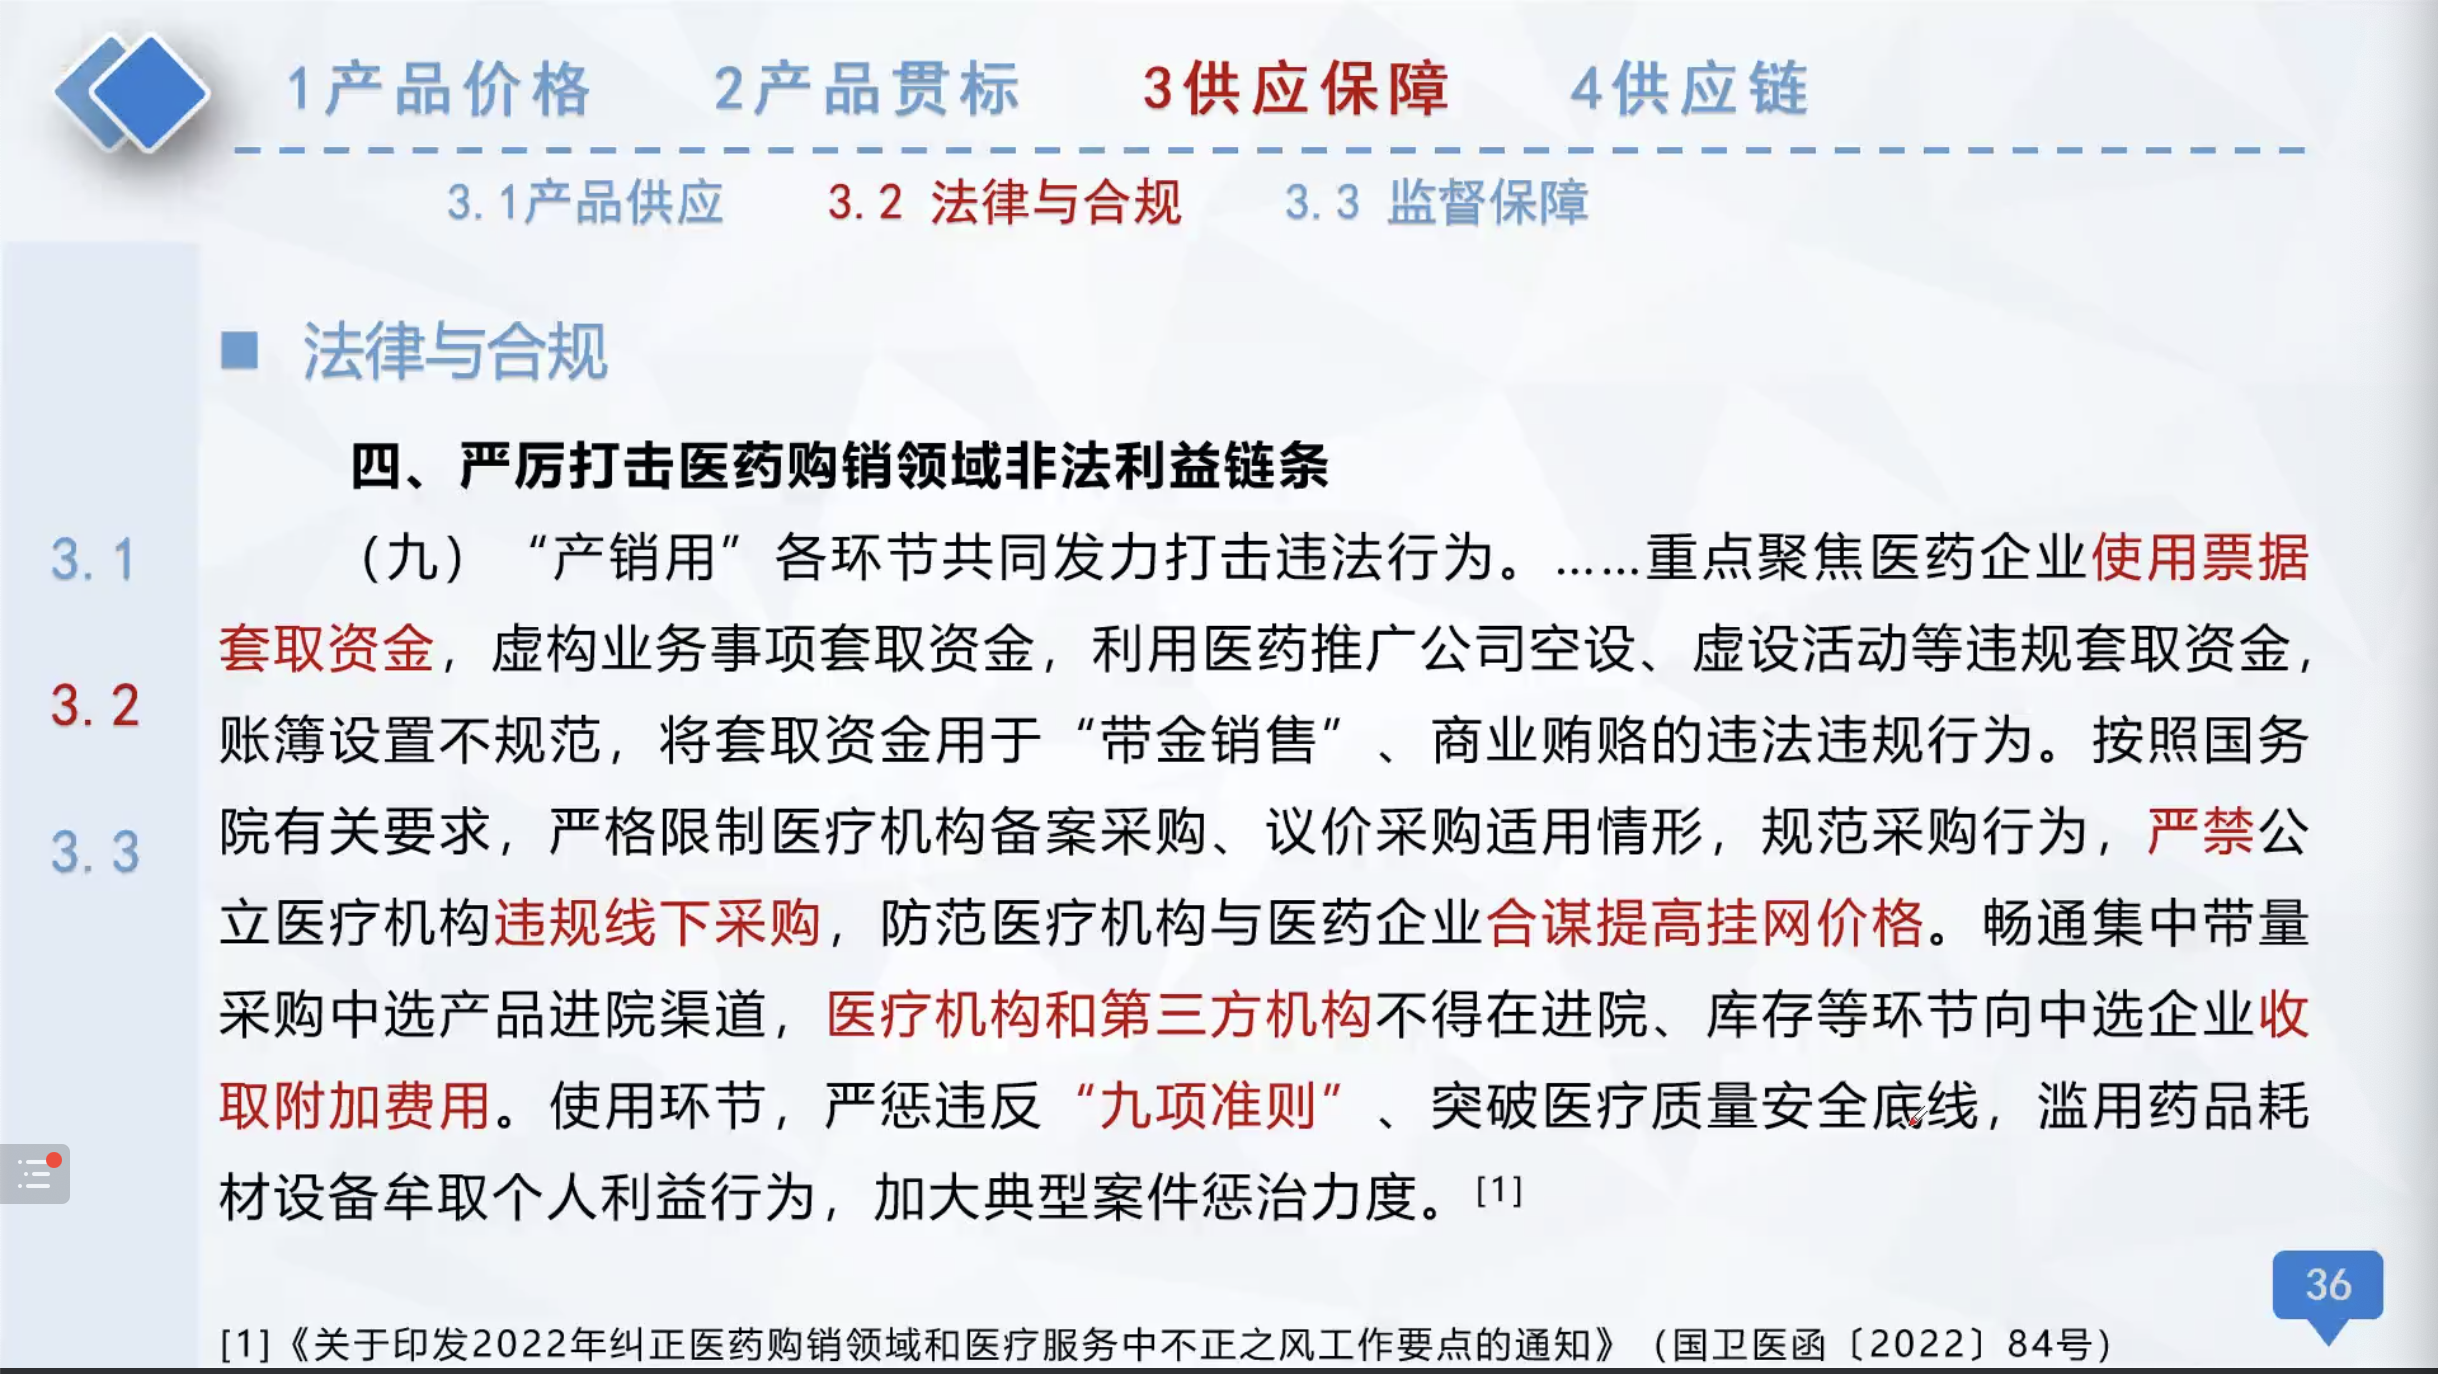 1产品价格 2产品贯标 3供应保障 4供应链
3.1产品供应 3.2 法律与合规 3.3 监督保障
■ 法律与合规
四、严厉打击医药购销领域非法利益链条
3.1
3.2
3.3
（九）“产销用”各环节共同发力打击违法行为。……重点聚焦医药企业使用票据
套取资金，虚构业务事项套取资金，利用医药推广公司空设、虚设活动等违规套取资金，
账簿设置不规范，将套取资金用于“带金销售”、商业贿赂的违法违规行为。按照国务
院有关要求，严格限制医疗机构备案采购、议价采购适用情形，规范采购行为，严禁公
立医疗机构违规线下采购，防范医疗机构与医药企业合谋提高挂网价格。畅通集中带量
采购中选产品进院渠道，医疗机构和第三方机构不得在进院、库存等环节向中选企业收
取附加费用。使用环节，严惩违反“九项准则”、突破医疗质量安全底线，滥用药品耗
材设备牟取个人利益行为，加大典型案件惩治力度。[1]
36
[1]《关于印发2022年纠正医药购销领域和医疗服务中不正之风工作要点的通知》（国卫医函〔2022〕84号）